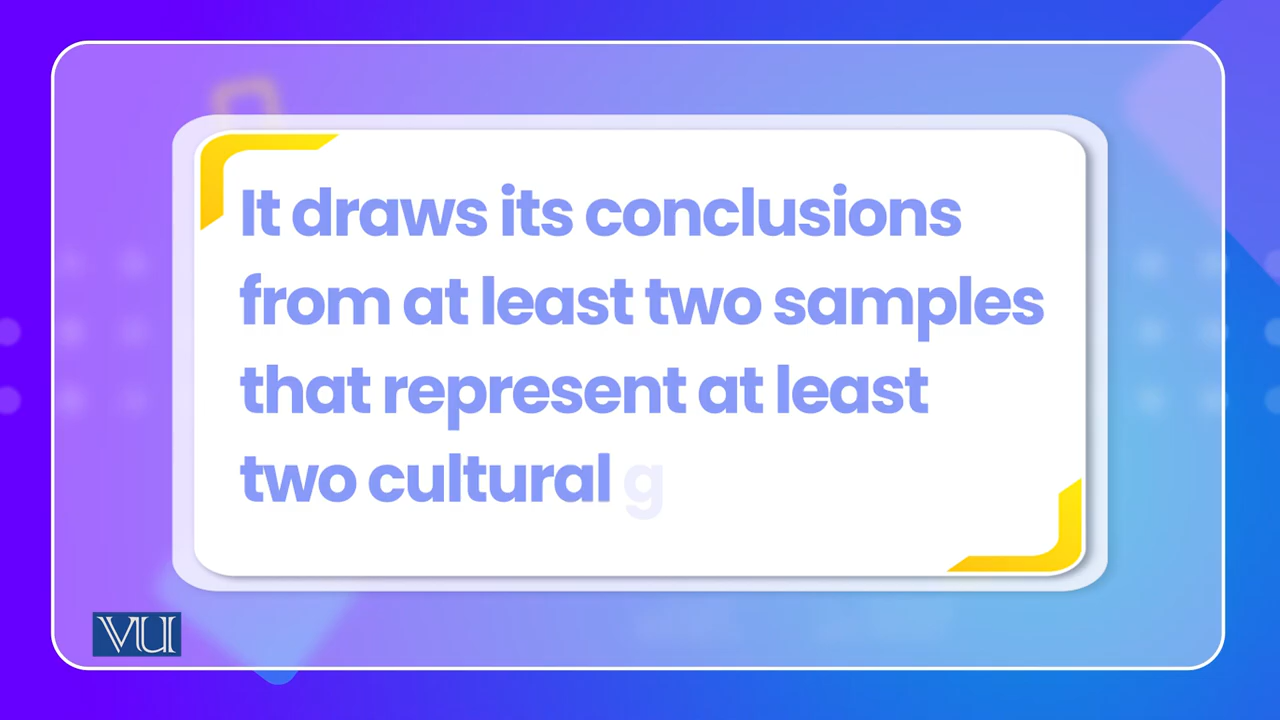 It draws its conclusions
from at least two samples
that represent at least
two cultural g
VU